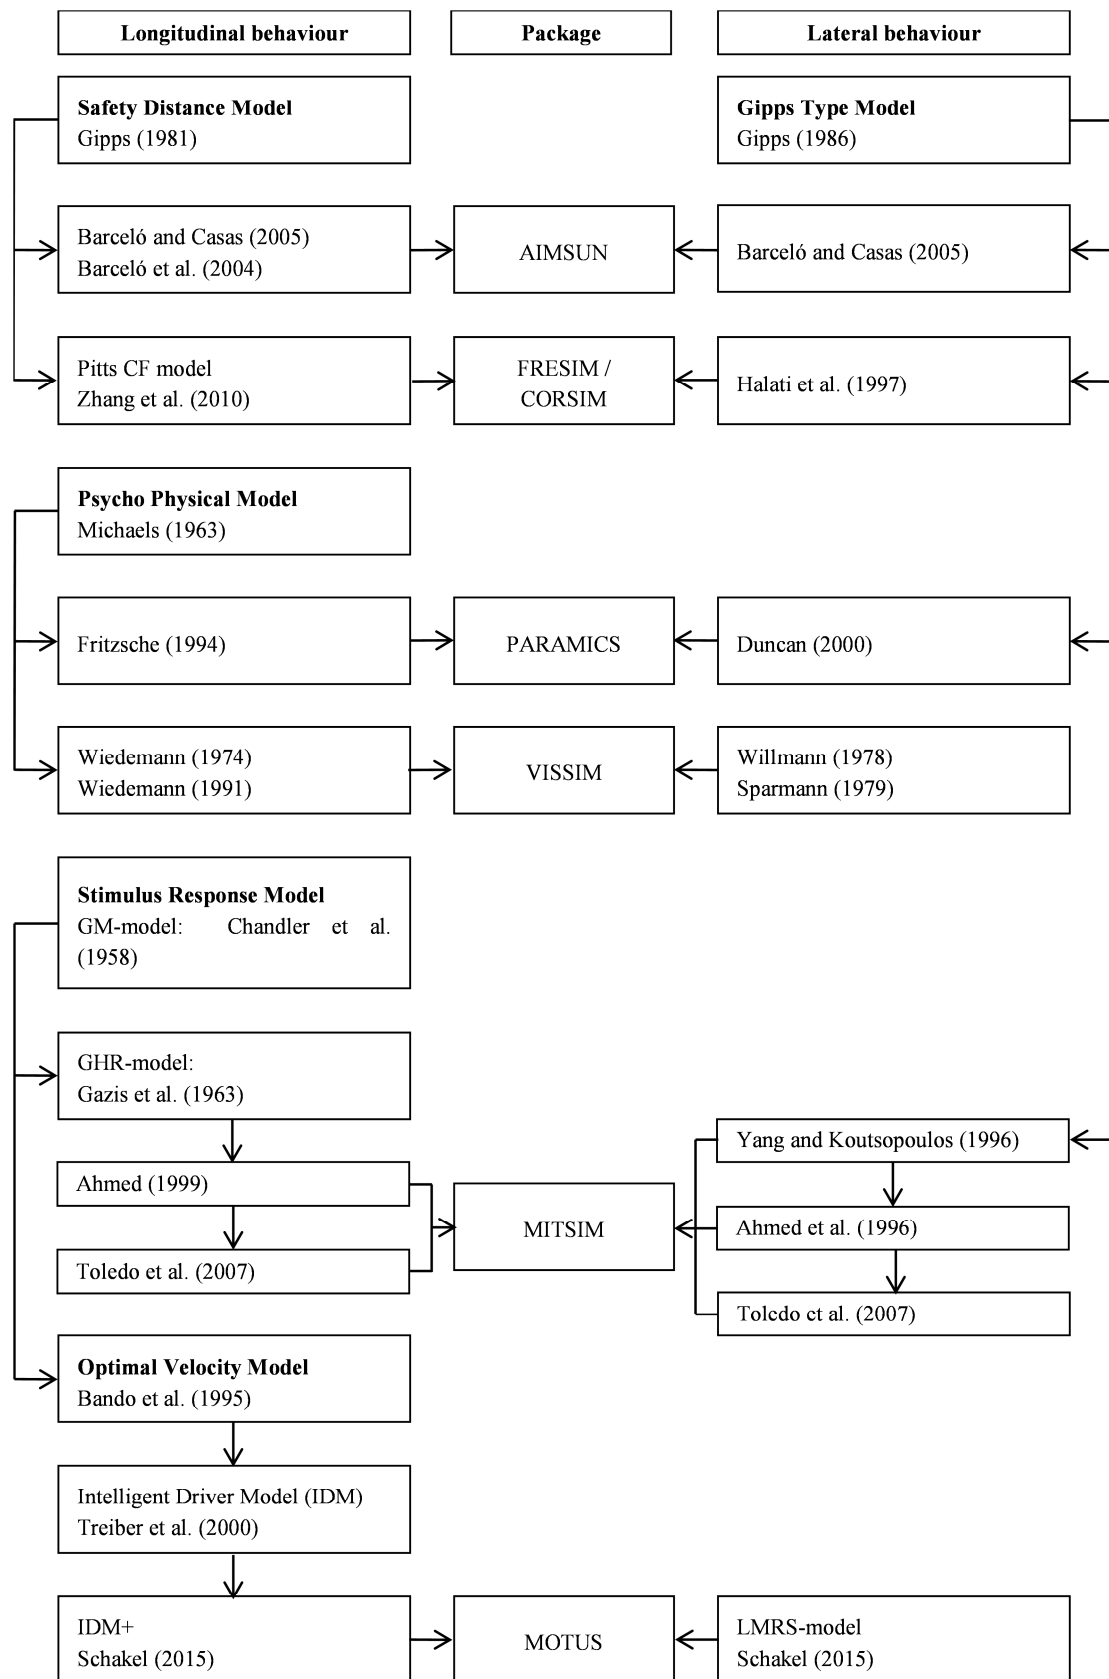 Longitudinal behaviour
Package
Lateral behaviour
Safety Distance Model
Gipps (1981)
Gipps Type Model
Gipps (1986)
Barceló and Casas (2005)
Barceló et al. (2004)
AIMSUN
Barceló and Casas (2005)
Pitts CF model
Zhang et al. (2010)
FRESIM /
CORSIM
Halati et al. (1997)
Psycho Physical Model
Michaels (1963)
Fritzsche (1994)
PARAMICS
Duncan (2000)
Wiedemann (1974)
Wiedemann (1991)
VISSIM
Willmann (1978)
Sparmann (1979)
Stimulus Response Model
GM-model: Chandler et al.
(1958)
GHR-model:
Gazis et al. (1963)
Yang and Koutsopoulos (1996)
Ahmed (1999)
MITSIM
Ahmed et al. (1996)
Toledo et al. (2007)
Toledo et al. (2007)
Optimal Velocity Model
Bando et al. (1995)
Intelligent Driver Model (IDM)
Treiber et al. (2000)
IDM+
Schakel (2015)
MOTUS
LMRS-model
Schakel (2015)